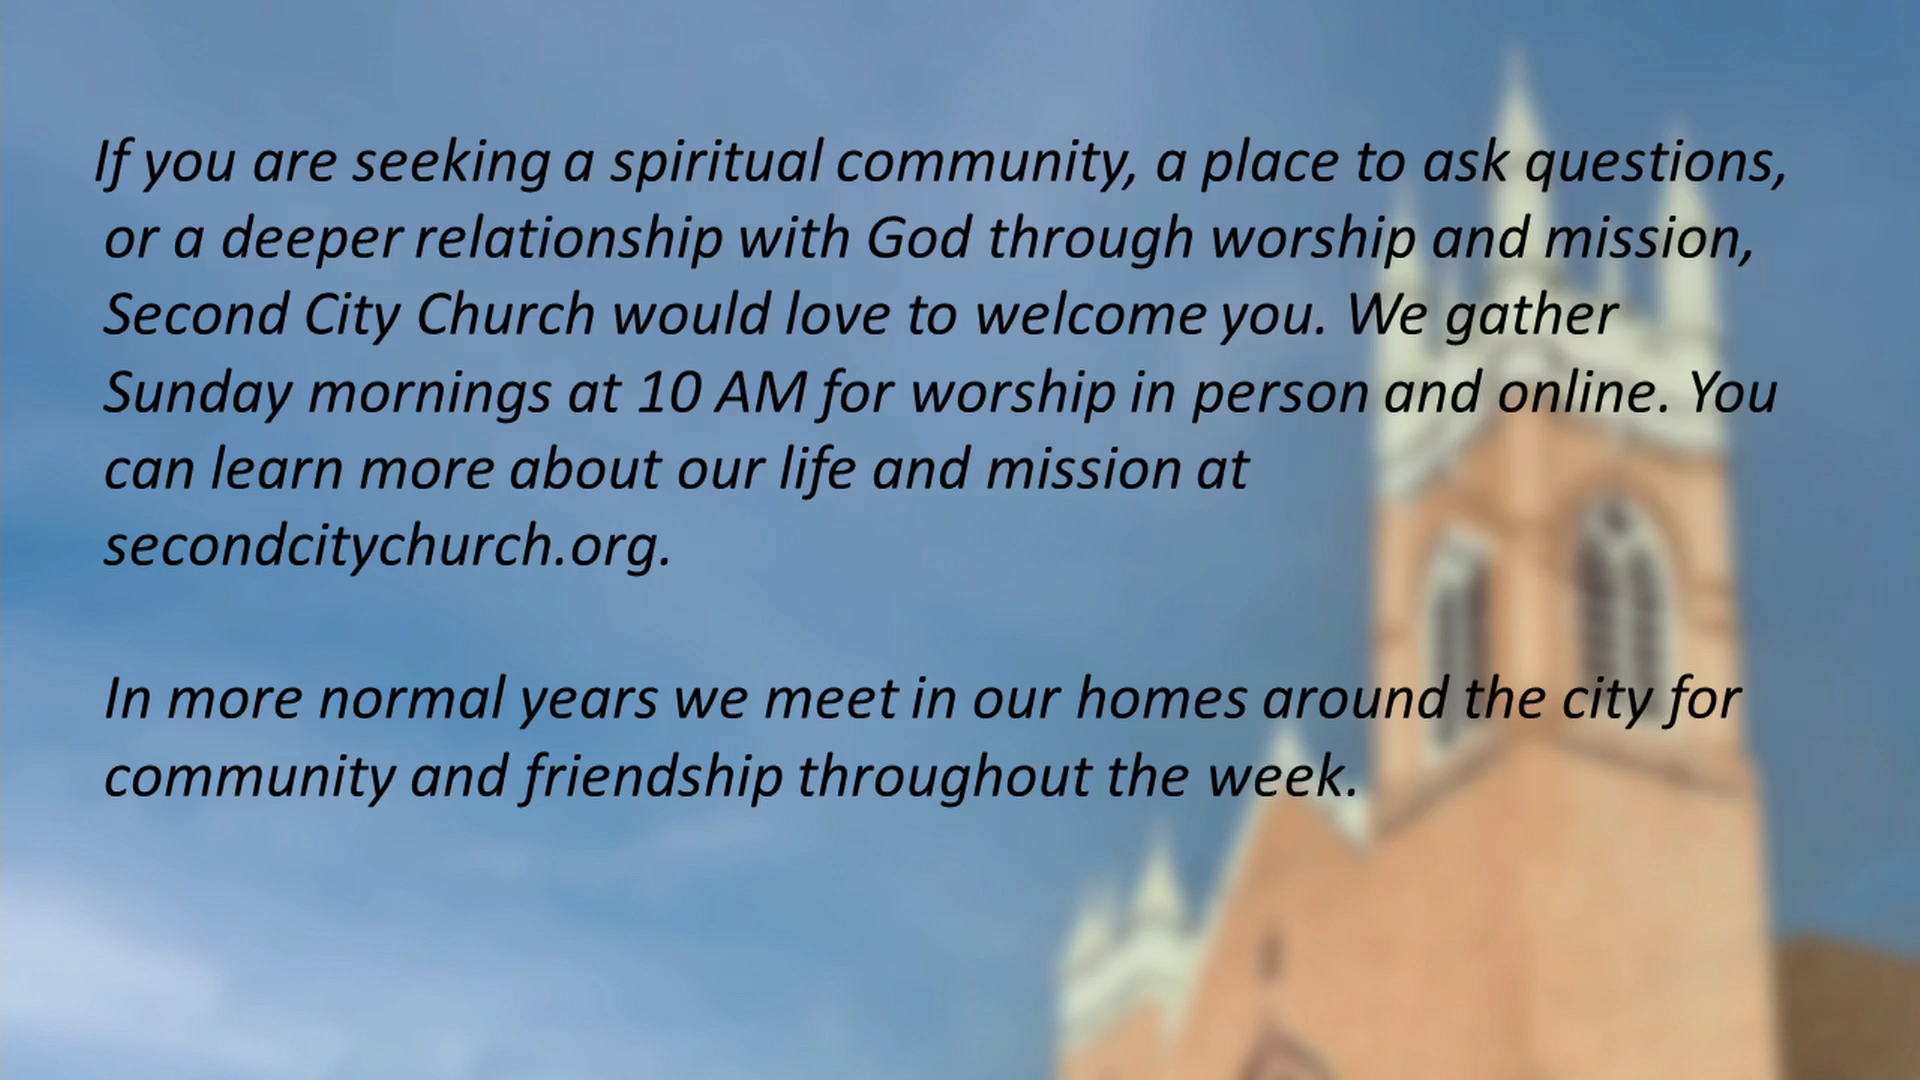 If you are seeking a spiritual community, a place to ask questions,
or a deeper relationship with God through worship and mission,
Second City Church would love to welcome you. We gather
Sunday mornings at 10 AM for worship in person and online. You
can learn more about our life and mission at
secondcitychurch.org.
In more normal years we meet in our homes around the city for
community and friendship throughout the week.